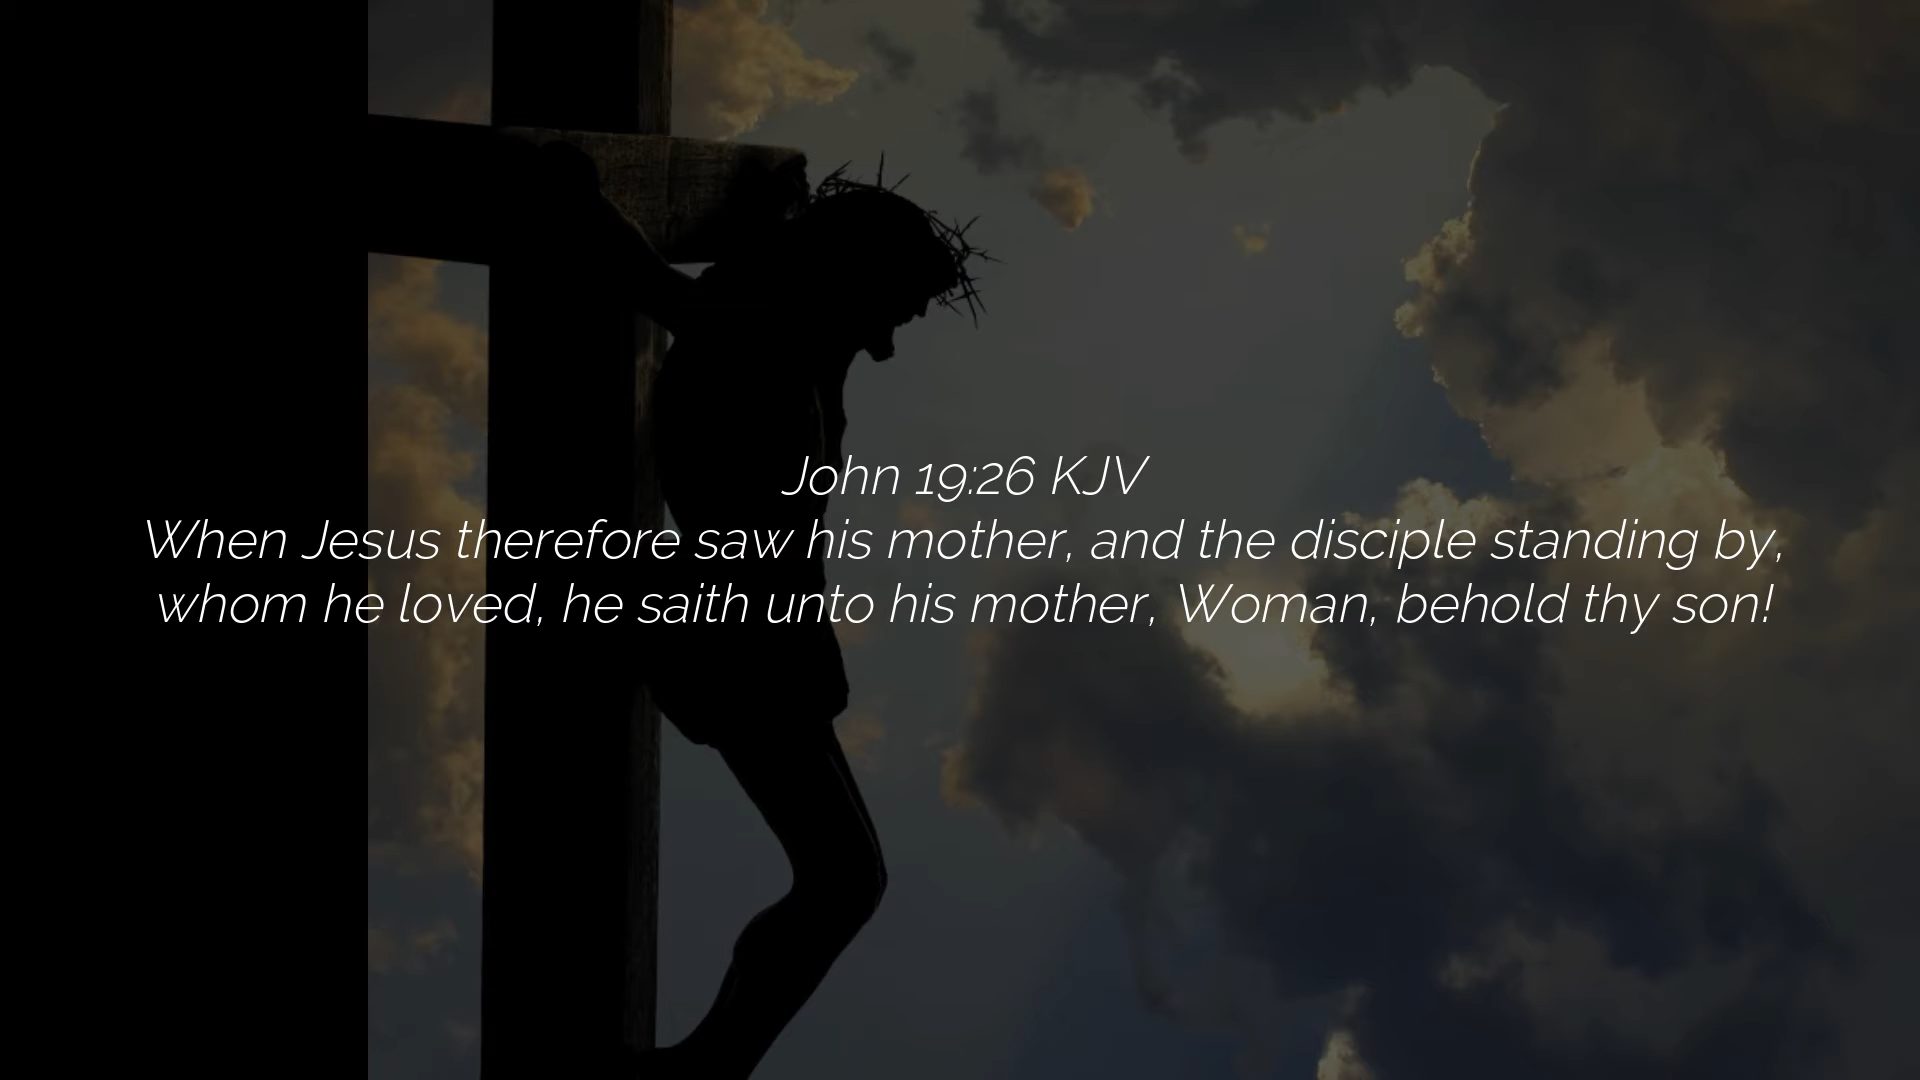 John 19:26 KJV
When Jesus therefore saw his mother, and the disciple standing by,
whom he loved, he saith unto his mother, Woman, behold thy son!